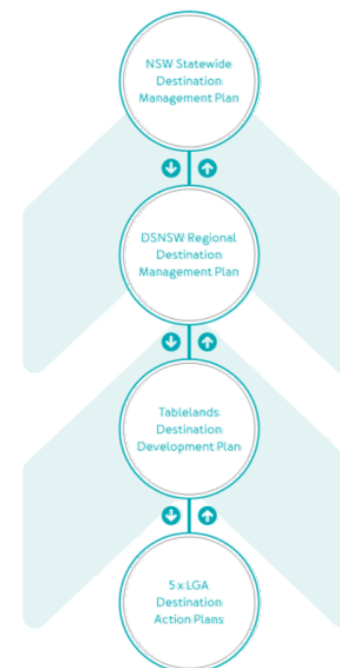 NSW Statewide
Destination
Management Plan
DSNSW Regional
Destination
Management Plan
Tablelands
Destination
Development Plan
5 x LGA
Destination
Action Plans